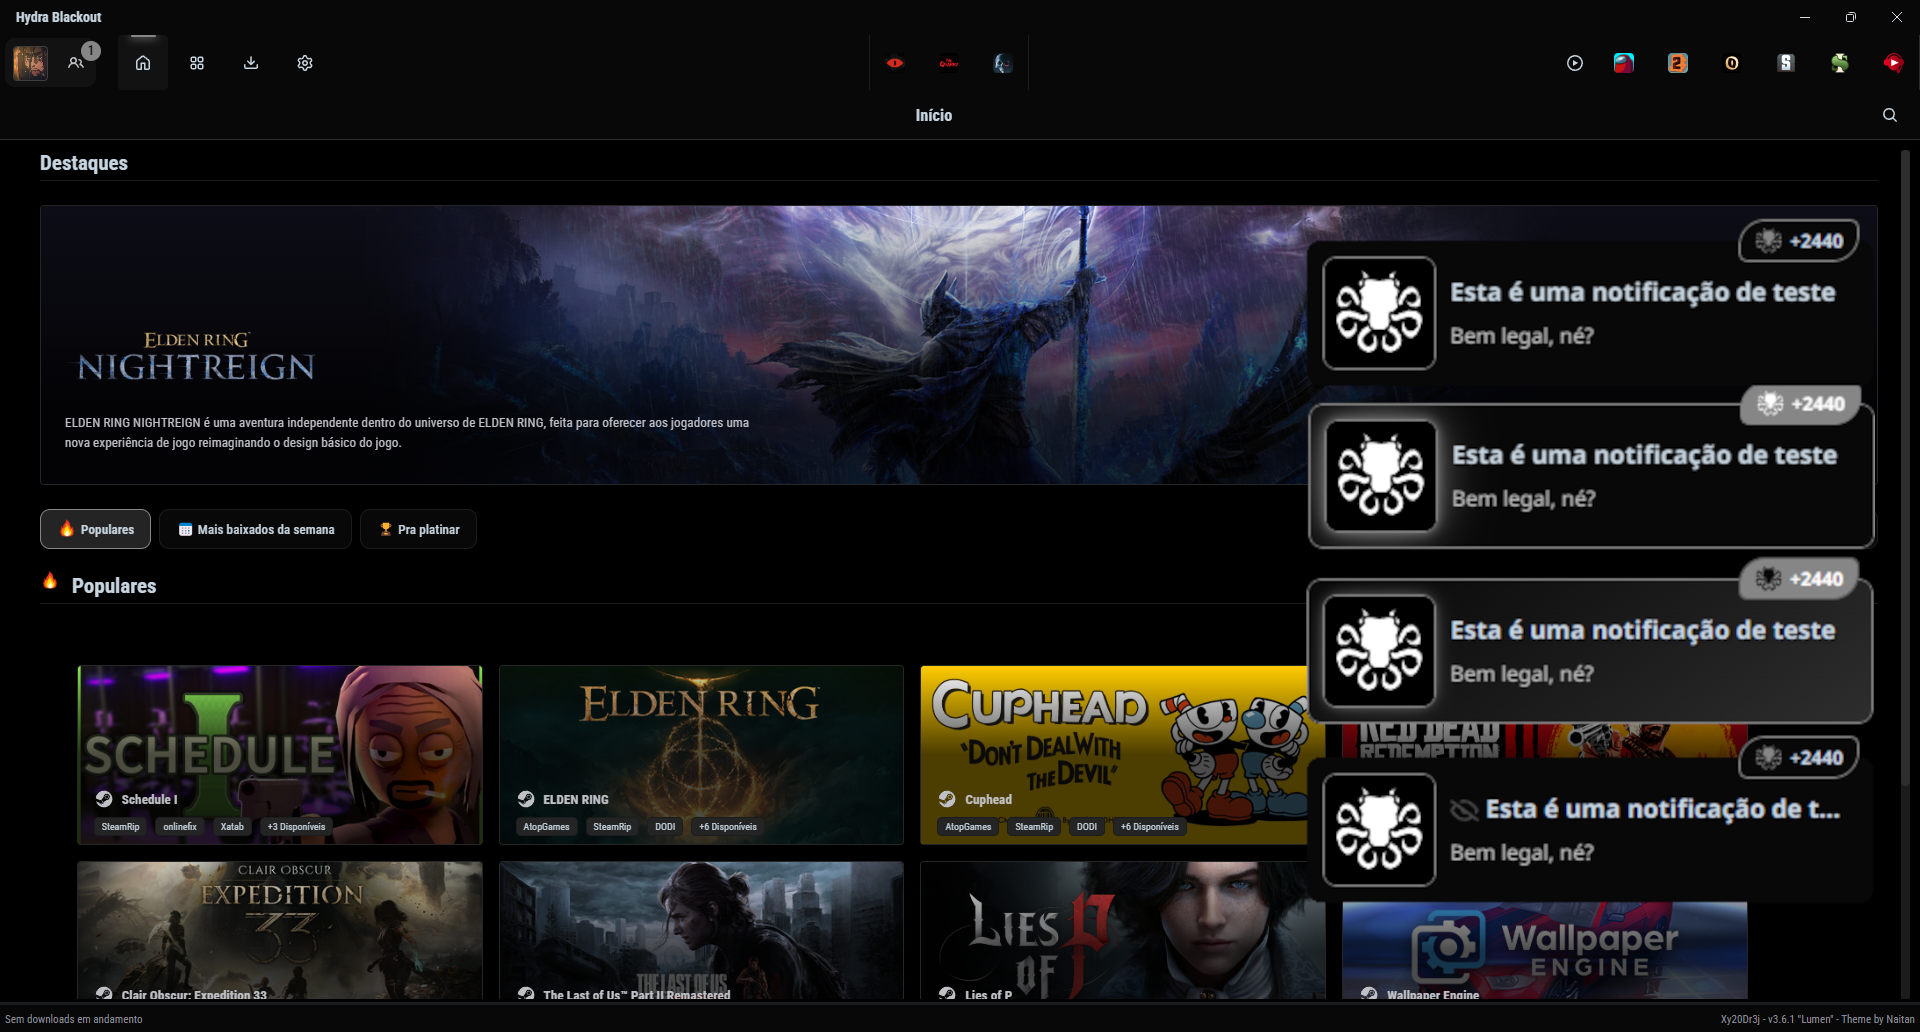 Hydra Blackout
1
Início
Destaques
ELDEN RING
NIGHTREIGN
ELDEN RING NIGHTREIGN é uma aventura independente dentro do universo de ELDEN RING, feita para oferecer aos jogadores uma
nova experiência de jogo reimaginando o design básico do jogo.
+2440
Esta é uma notificação de teste
Bem legal, né?
+2440
Esta é uma notificação de teste
Bem legal, né?
+2440
Esta é uma notificação de teste
Bem legal, né?
+2440
Esta é uma notificação de t...
Bem legal, né?
Populares
Mais baixados da semana
Pra platinar
Populares
SCHEDULE I
Schedule I
SteamRip
onlinefix
Xatab
+3 Disponíveis
ELDEN RING
ELDEN RING
AtopGames
SteamRip
DODI
+6 Disponíveis
CUPHEAD
"DON'T DEAL WITH
THE DEVIL"
Cuphead
AtopGames
SteamRip
DODI
+6 Disponíveis
RED DEAD
REDEMPTION
CLAIR OBSCUR
EXPEDITION
33
Clair Obscur: Expedition 33
THE LAST OF US
The Last of Us™ Part II Remastered
LIES
OF P
Lies of P
Wallpaper
ENGINE
Wallpaper Engine
Sem downloads em andamento
Xy20Dr3j - v3.6.1 "Lumen" - Theme by Naitan